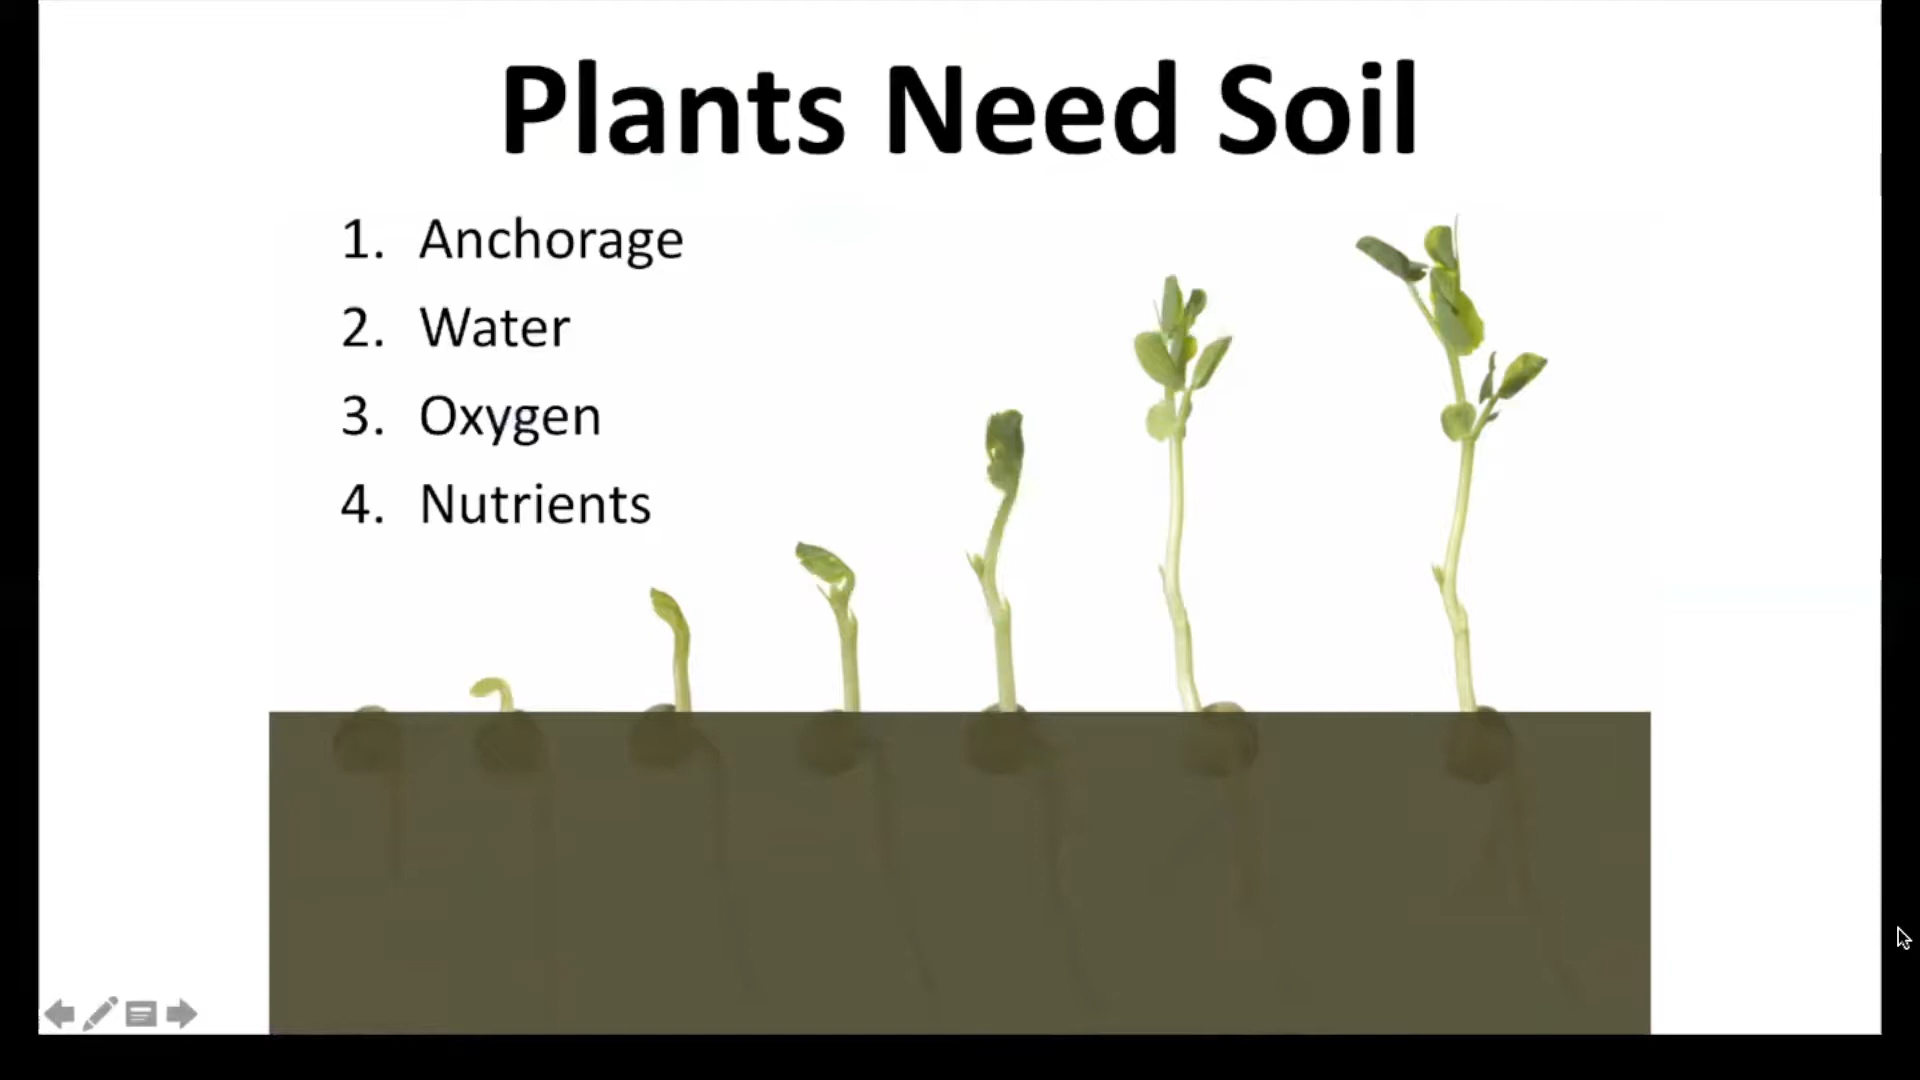 Plants Need Soil
1. Anchorage
2. Water
3. Oxygen
4. Nutrients